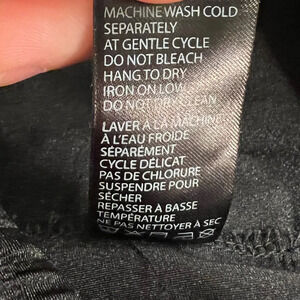 MACHINE WASH COLD
SEPARATELY
AT GENTLE CYCLE
DO NOT BLEACH
HANG TO DRY
IRON ON LOW
DO NOT DRY CLEAN
LAVER A LA MACHINE
À L'EAU FROIDE
SÉPARÉMENT
CYCLE DÉLICAT
PAS DE CHLORURE
SUSPENDRE POUR
SÉCHER
REPASSER À BASSE
TEMPÉRATURE
NE PAS NETTOYER À SEC